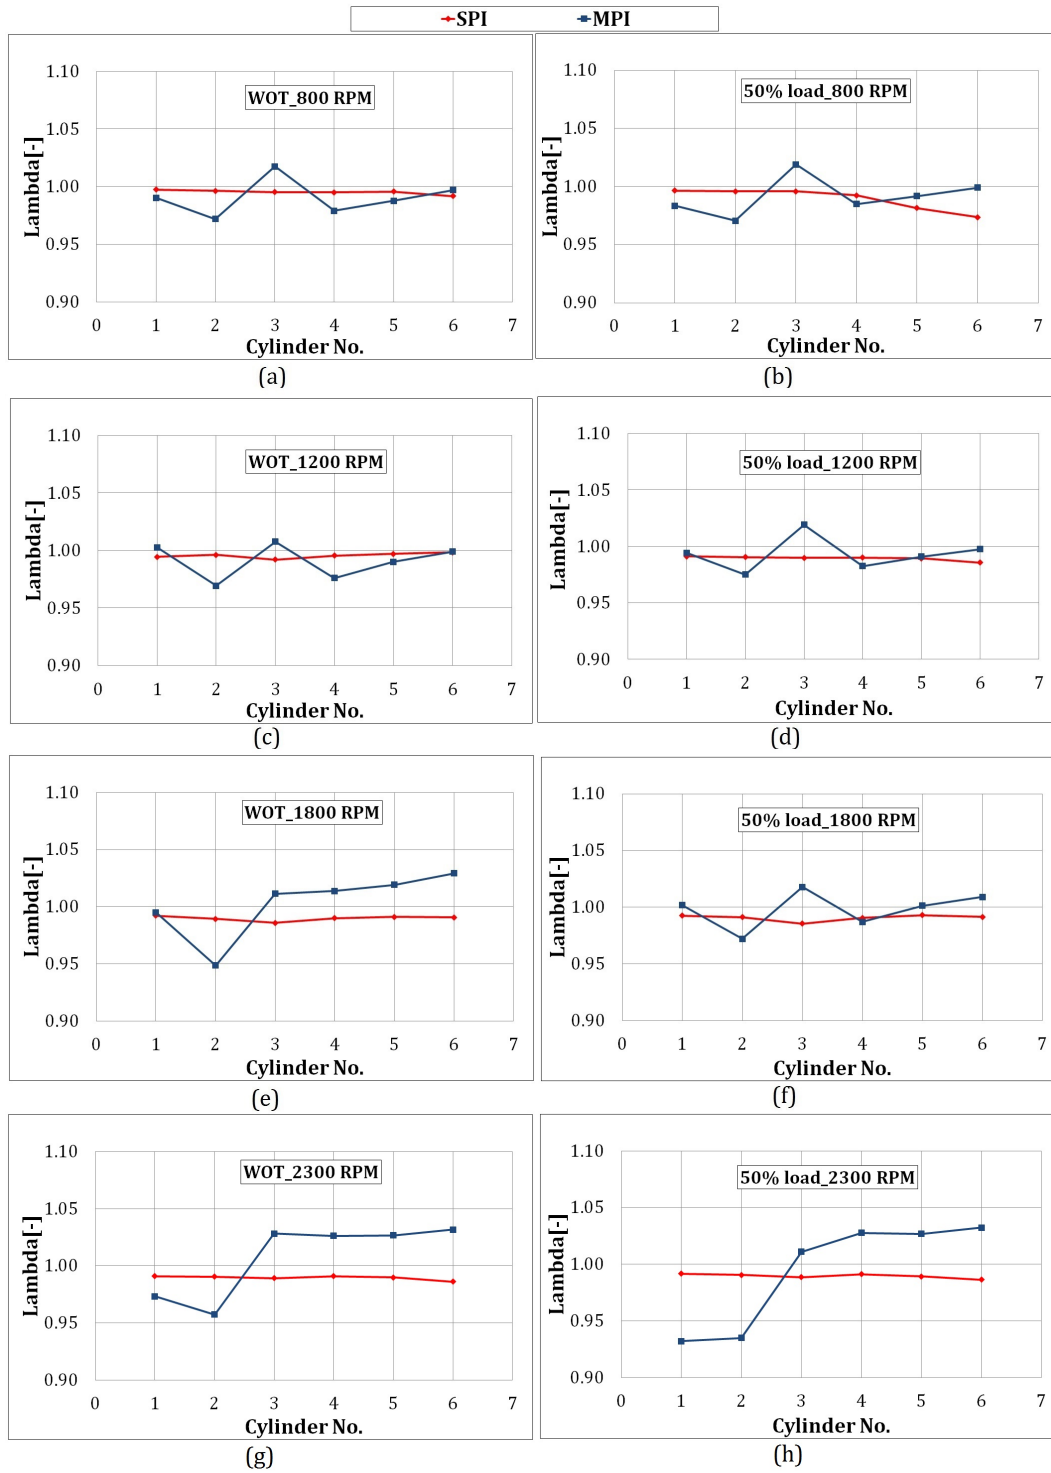 SPI MPI
WOT_800 RPM
Lambda[-]
1.10
1.05
1.00
0.95
0.90
0 1 2 3 4 5 6 7
Cylinder No.
(a)
50% load_800 RPM
Lambda[-]
1.10
1.05
1.00
0.95
0.90
0 1 2 3 4 5 6 7
Cylinder No.
(b)
WOT_1200 RPM
Lambda[-]
1.10
1.05
1.00
0.95
0.90
0 1 2 3 4 5 6 7
Cylinder No.
(c)
50% load_1200 RPM
Lambda[-]
1.10
1.05
1.00
0.95
0.90
0 1 2 3 4 5 6 7
Cylinder No.
(d)
WOT_1800 RPM
Lambda[-]
1.10
1.05
1.00
0.95
0.90
0 1 2 3 4 5 6 7
Cylinder No.
(e)
50% load_1800 RPM
Lambda[-]
1.10
1.05
1.00
0.95
0.90
0 1 2 3 4 5 6 7
Cylinder No.
(f)
WOT_2300 RPM
Lambda[-]
1.10
1.05
1.00
0.95
0.90
0 1 2 3 4 5 6 7
Cylinder No.
(g)
50% load_2300 RPM
Lambda[-]
1.10
1.05
1.00
0.95
0.90
0 1 2 3 4 5 6 7
Cylinder No.
(h)